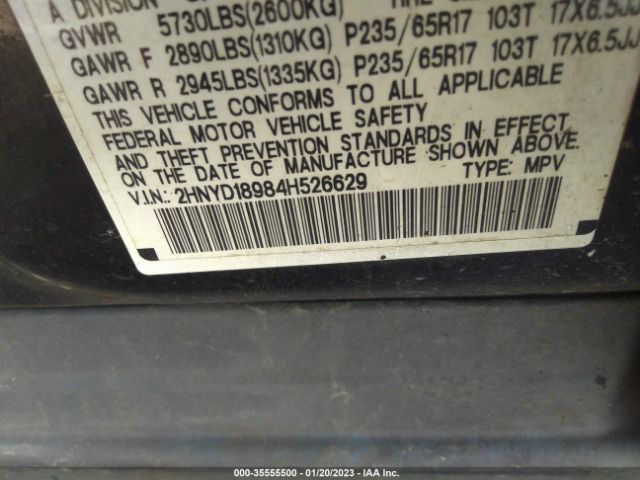 A DIVISION
GVWR 5730LBS(2600KG)
GAWR F 2890LBS(1310KG) P235/65R17 103T 17X6.5JJ
GAWR R 2945LBS(1335KG) P235/65R17 103T 17X6.5JJ
THIS VEHICLE CONFORMS TO ALL APPLICABLE
FEDERAL MOTOR VEHICLE SAFETY
AND THEFT PREVENTION STANDARDS IN EFFECT
ON THE DATE OF MANUFACTURE SHOWN ABOVE.
V.I.N.: 2HNYD18984H526629 TYPE: MPV
000-35555500 - 01/20/2023 - IAA Inc.